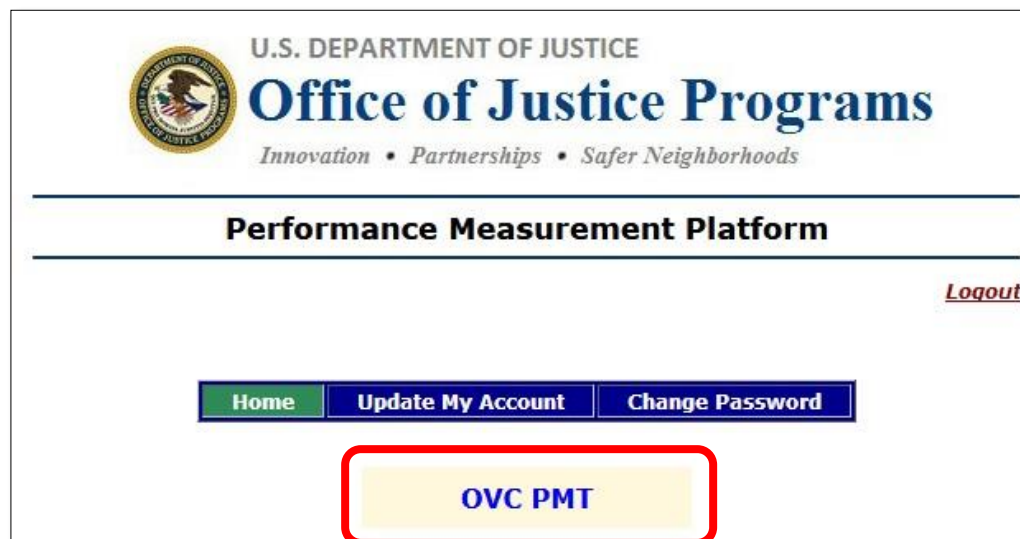 U.S. DEPARTMENT OF JUSTICE
Office of Justice Programs
Innovation • Partnerships • Safer Neighborhoods
Performance Measurement Platform
Logout
Home Update My Account Change Password
OVC PMT